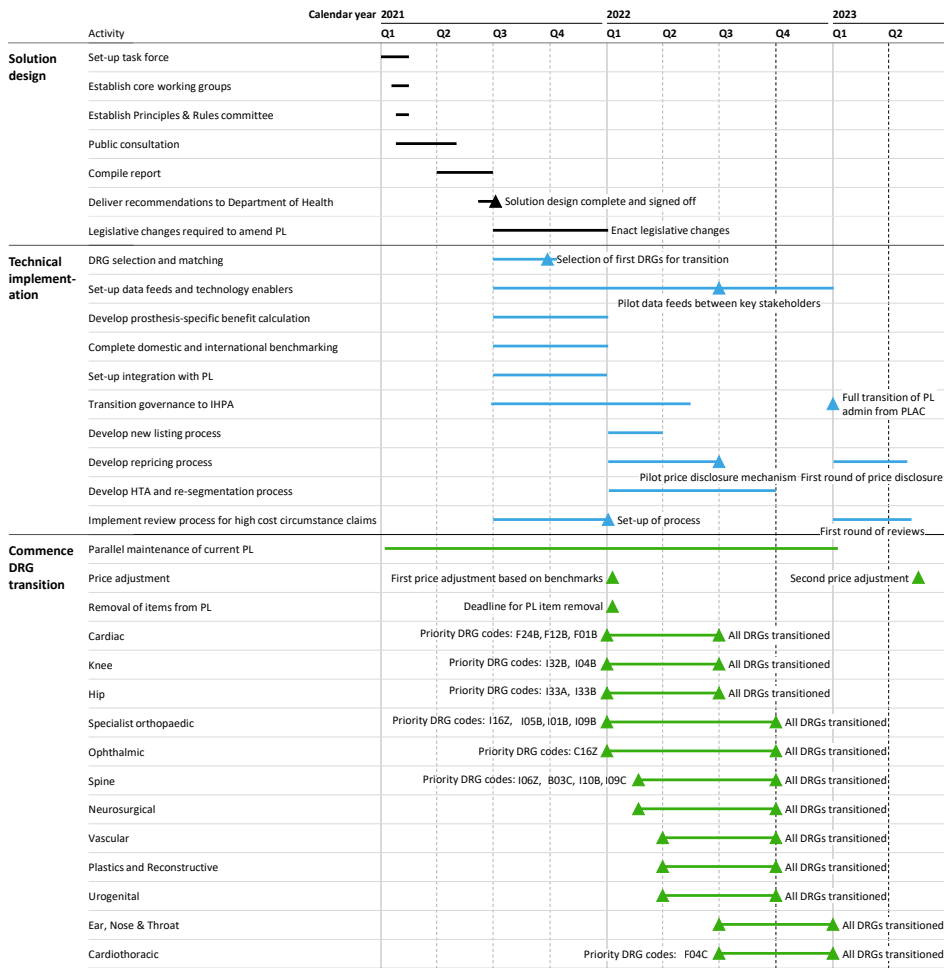 Calendar year 2021 2022 2023
Activity Q1 Q2 Q3 Q4 Q1 Q2 Q3 Q4 Q1 Q2
Solution
design
Set-up task force
Establish core working groups
Establish Principles & Rules committee
Public consultation
Compile report
Deliver recommendations to Department of Health Solution design complete and signed off
Legislative changes required to amend PL Enact legislative changes
Technical
implement-
ation
DRG selection and matching Selection of first DRGs for transition
Set-up data feeds and technology enablers
Pilot data feeds between key stakeholders
Develop prosthesis-specific benefit calculation
Complete domestic and international benchmarking
Set-up integration with PL
Transition governance to IHPA
Full transition of PL
admin from PLAC
Develop new listing process
Develop repricing process
Pilot price disclosure mechanism First round of price disclosure
Develop HTA and re-segmentation process
Implement review process for high cost circumstance claims Set-up of process
First round of reviews
Commence
DRG
transition
Parallel maintenance of current PL
Price adjustment First price adjustment based on benchmarks Second price adjustment
Removal of items from PL Deadline for PL item removal
Cardiac Priority DRG codes: F24B, F12B, F01B All DRGs transitioned
Knee Priority DRG codes: I32B, I04B All DRGs transitioned
Hip Priority DRG codes: I33A, I33B All DRGs transitioned
Specialist orthopaedic Priority DRG codes: I16Z, I05B, I01B, I09B All DRGs transitioned
Ophthalmic Priority DRG codes: C16Z All DRGs transitioned
Spine Priority DRG codes: I06Z, B03C, I10B, I09C All DRGs transitioned
Neurosurgical All DRGs transitioned
Vascular All DRGs transitioned
Plastics and Reconstructive All DRGs transitioned
Urogenital All DRGs transitioned
Ear, Nose & Throat All DRGs transitioned
Cardiothoracic Priority DRG codes: F04C All DRGs transitioned